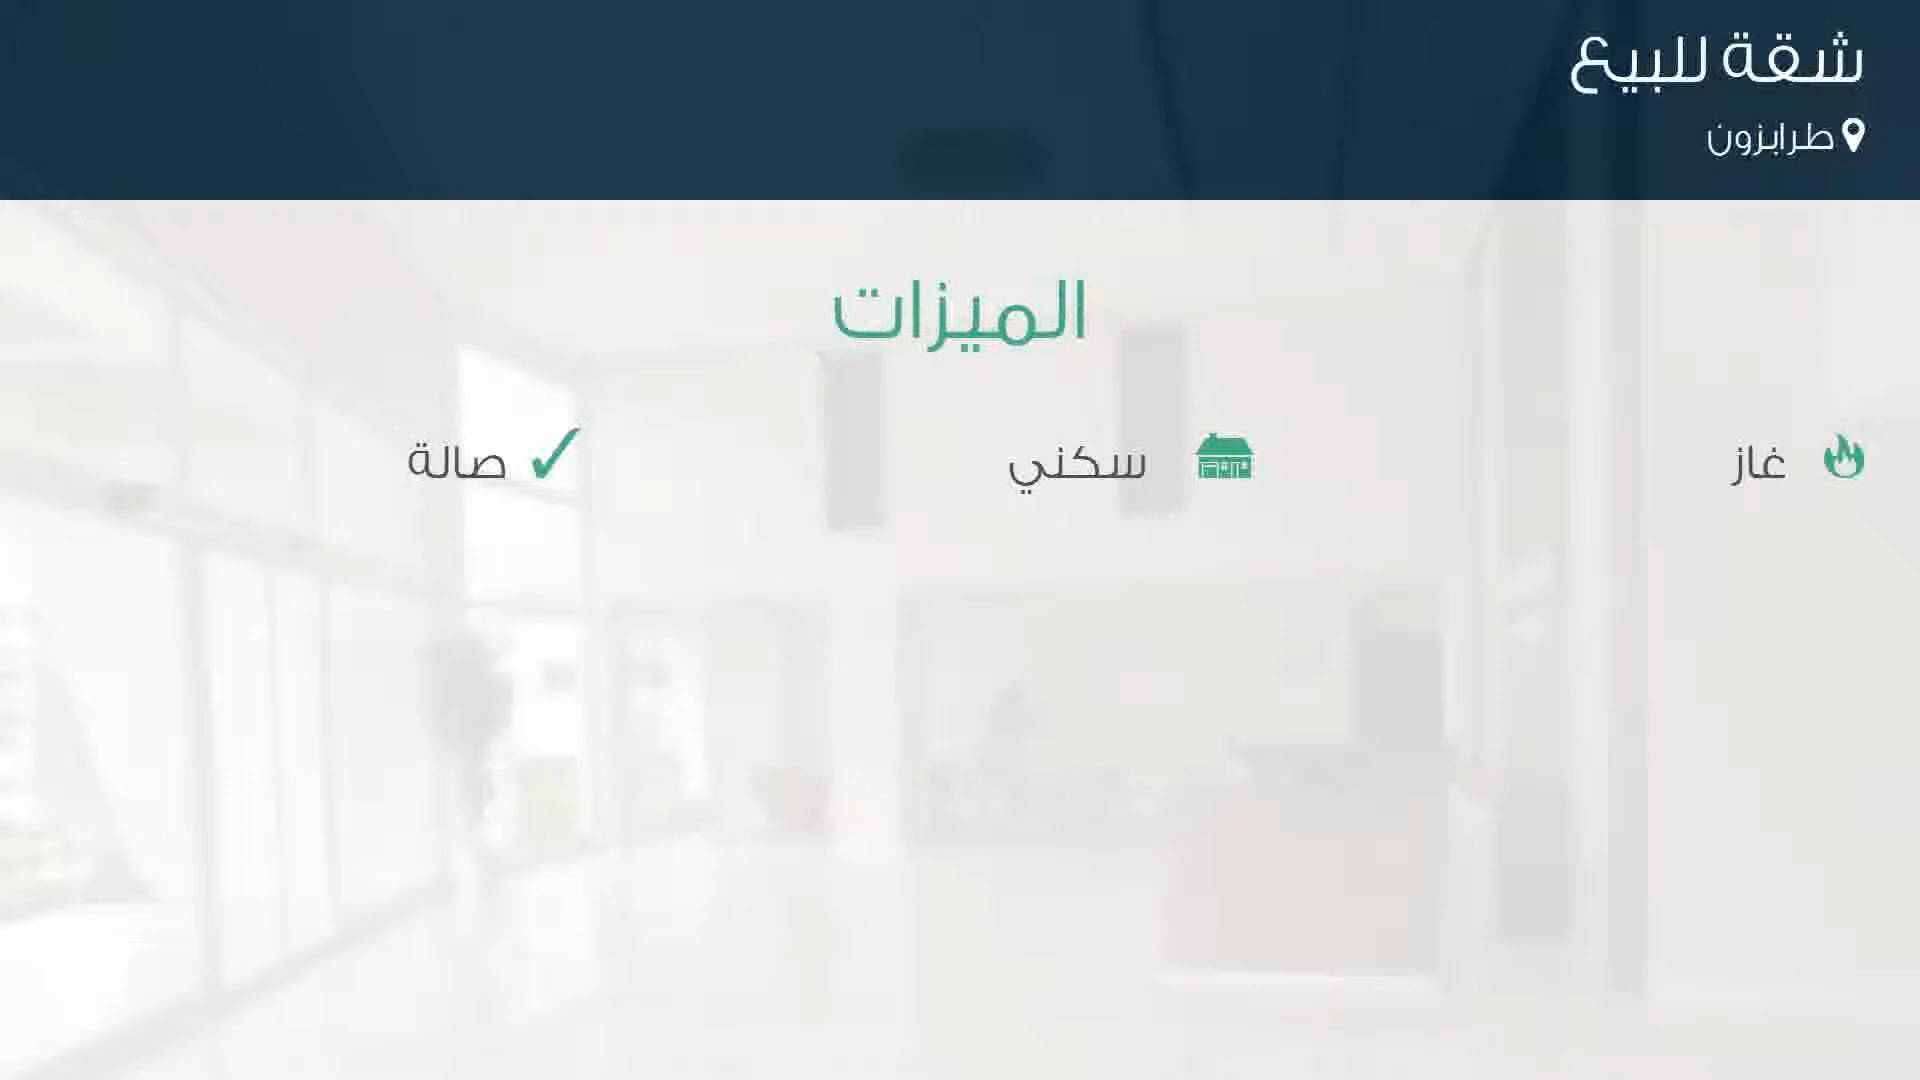 شقة للبيع
طرابزون
الميزات
غاز
سكني
صالة